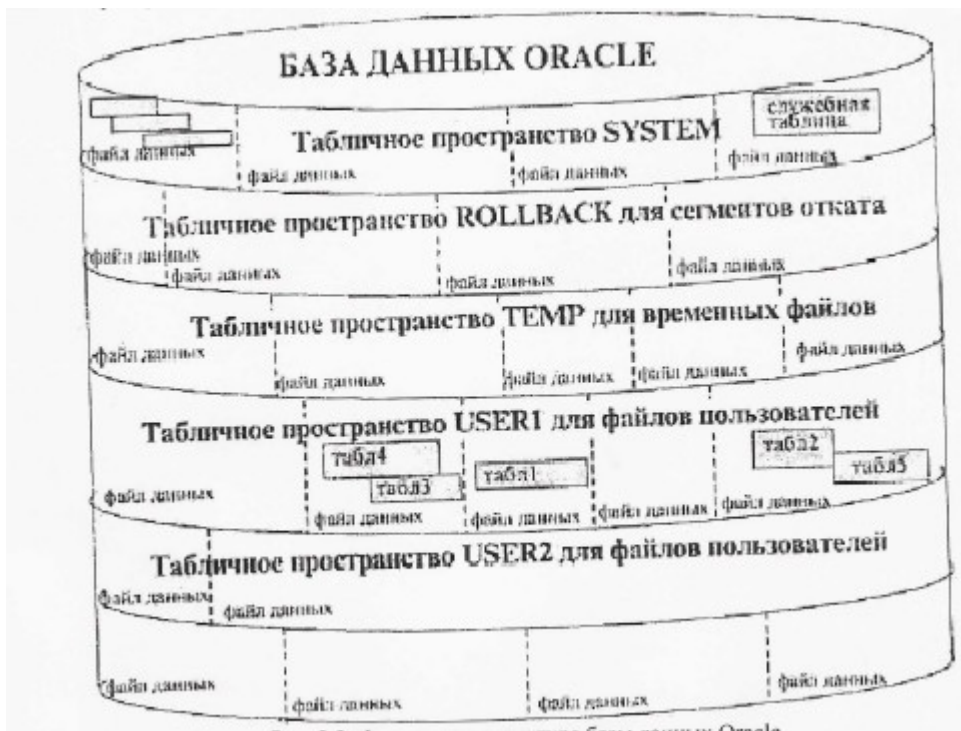 БАЗА ДАННЫХ ORACLE
служебная
таблица
Табличное пространство SYSTEM
файл данных
файл данных
файл данных
файл данных
Табличное пространство ROLLBACK для сегментов отката
файл данных
файл данных
файл данных
файл данных
Табличное пространство TEMP для временных файлов
файл данных
файл данных
файл данных
файл данных
файл данных
Табличное пространство USER1 для файлов пользователей
табл4
табл3
табл1
табл2
табл5
файл данных
файл данных
файл данных
файл данных
файл данных
Табличное пространство USER2 для файлов пользователей
файл данных
файл данных
файл данных
файл данных
файл данных
файл данных
базы данных Oracle